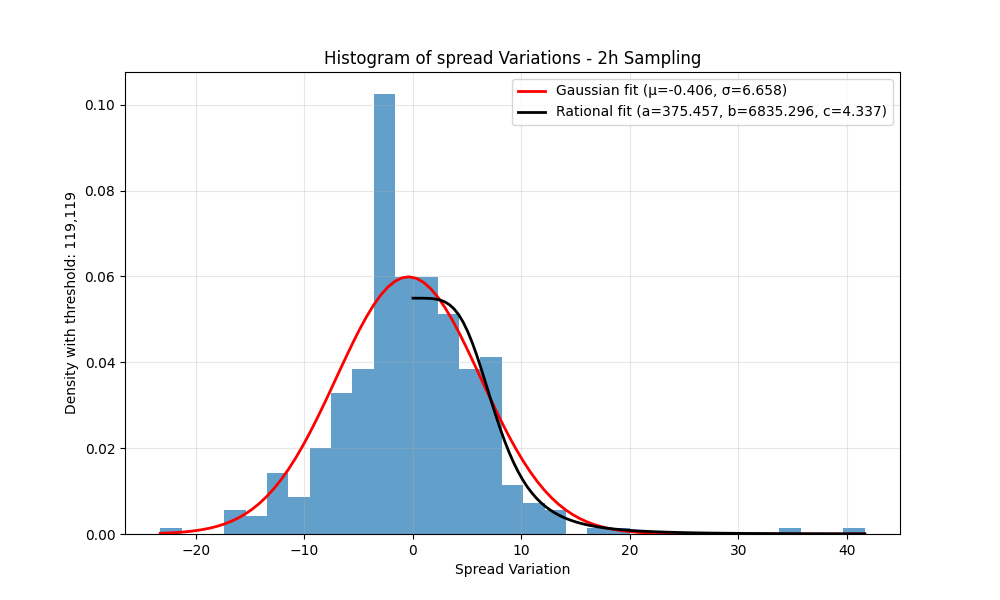 Histogram of spread Variations - 2h Sampling
Gaussian fit (μ=-0.406, σ=6.658)
Rational fit (a=375.457, b=6835.296, c=4.337)
Density with threshold: 119,119
0.10
0.08
0.06
0.04
0.02
0.00
−20
−10
0
10
20
30
40
Spread Variation